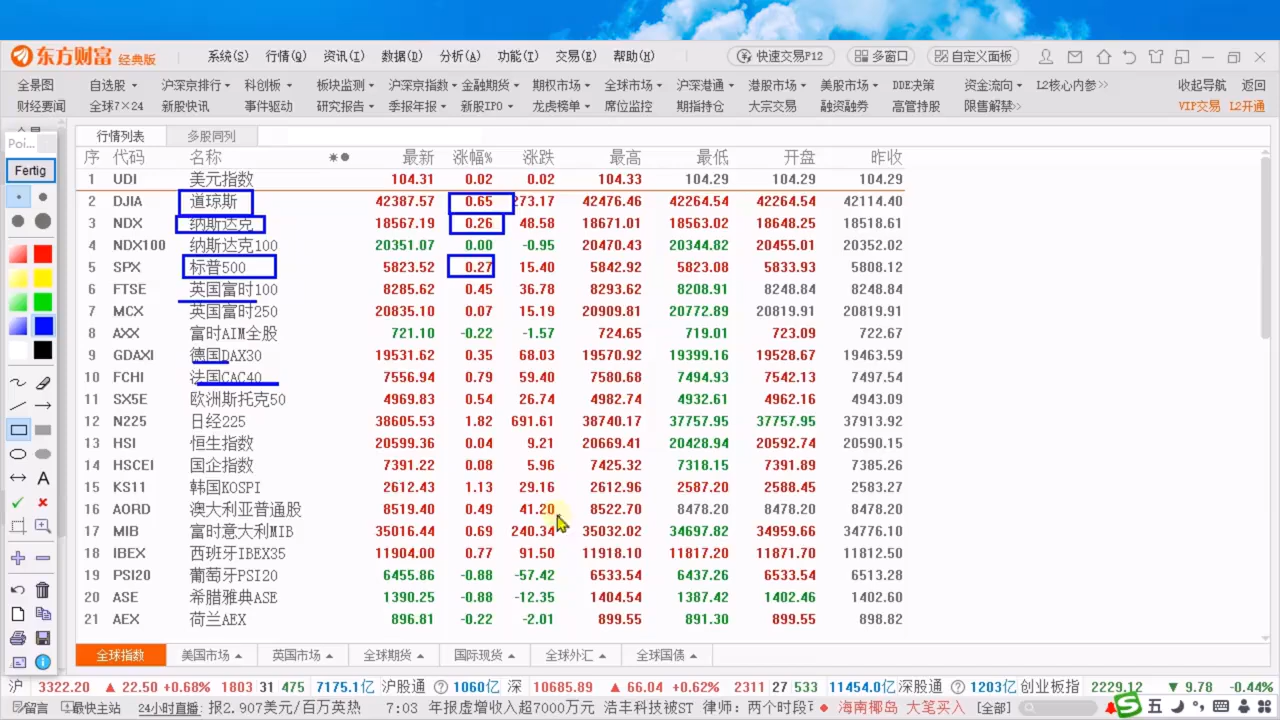 东方财富 经典版 系统(S) 行情(Q) 资讯(I) 数据(D) 分析(A) 功能(T) 交易(E) 帮助(H) 快速交易F12 多窗口 自定义面板
全景图 自选股 沪深京排行 科创板 板块监测 沪深京指数 金融期货 期权市场 全球市场 沪深港通 港股市场 美股市场 DDE决策 资金流向 L2核心内参 收起导航 返回
财经要闻 全球7×24 新股快讯 事件驱动 研究报告 季报年报 新股IPO 龙虎榜单 席位监控 期指持仓 大宗交易 融资融券 高管持股 限售解禁 VIP交易 L2开通
行情列表 多股同列
Poi...
Fertig
序 代码 名称 最新 涨幅% 涨跌 最高 最低 开盘 昨收
1 UDI 美元指数 104.31 0.02 0.02 104.33 104.29 104.29 104.29
2 DJIA 道琼斯 42387.57 0.65 273.17 42476.46 42264.54 42264.54 42114.40
3 NDX 纳斯达克 18567.19 0.26 48.58 18671.01 18563.02 18648.25 18518.61
4 NDX100 纳斯达克100 20351.07 0.00 -0.95 20470.43 20344.82 20455.01 20352.02
5 SPX 标普500 5823.52 0.27 15.40 5842.92 5823.08 5833.93 5808.12
6 FTSE 英国富时100 8285.62 0.45 36.78 8293.62 8208.91 8248.84 8248.84
7 MCX 英国富时250 20835.10 0.07 15.19 20909.81 20772.89 20819.91 20819.91
8 AXX 富时AIM全股 721.10 -0.22 -1.57 724.65 719.01 723.09 722.67
9 GDAXI 德国DAX30 19531.62 0.35 68.03 19570.92 19399.16 19528.67 19463.59
10 FCHI 法国CAC40 7556.94 0.79 59.40 7580.68 7494.93 7542.13 7497.54
11 SX5E 欧洲斯托克50 4969.83 0.54 26.74 4982.74 4932.61 4962.16 4943.09
12 N225 日经225 38605.53 1.82 691.61 38740.17 37757.95 37757.95 37913.92
13 HSI 恒生指数 20599.36 0.04 9.21 20669.41 20428.94 20592.74 20590.15
14 HSCEI 国企指数 7391.22 0.08 5.96 7425.32 7318.15 7391.89 7385.26
15 KS11 韩国KOSPI 2612.43 1.13 29.16 2612.96 2587.20 2588.45 2583.27
16 AORD 澳大利亚普通股 8519.40 0.49 41.20 8522.70 8478.20 8478.20 8478.20
17 MIB 富时意大利MIB 35016.44 0.69 240.34 35032.02 34697.82 34959.66 34776.10
18 IBEX 西班牙IBEX35 11904.00 0.77 91.50 11918.10 11817.20 11871.70 11812.50
19 PSI20 葡萄牙PSI20 6455.86 -0.88 -57.42 6533.54 6437.26 6533.54 6513.28
20 ASE 希腊雅典ASE 1390.25 -0.88 -12.35 1404.54 1387.42 1402.46 1402.60
21 AEX 荷兰AEX 896.81 -0.22 -2.01 899.55 891.30 899.55 898.82
全球指数 美国市场 英国市场 全球期货 国际现货 全球外汇 全球国债
沪 3322.20 ▲ 22.50 +0.68% 1803 31 475 7175.1亿 沪股通 1060亿 深 10685.89 ▲ 66.04 +0.62% 2311 27 533 11454.0亿 深股通 1203亿 创业板指 2229.12 ▼ 9.78 -0.44%
留言 最快主站 24小时直播: 报2.907美元/百万英热 7:03 年报虚增收入超7000万元 浩丰科技被ST 律师: 两个时段 海南椰岛 大笔买入 [全部] 五